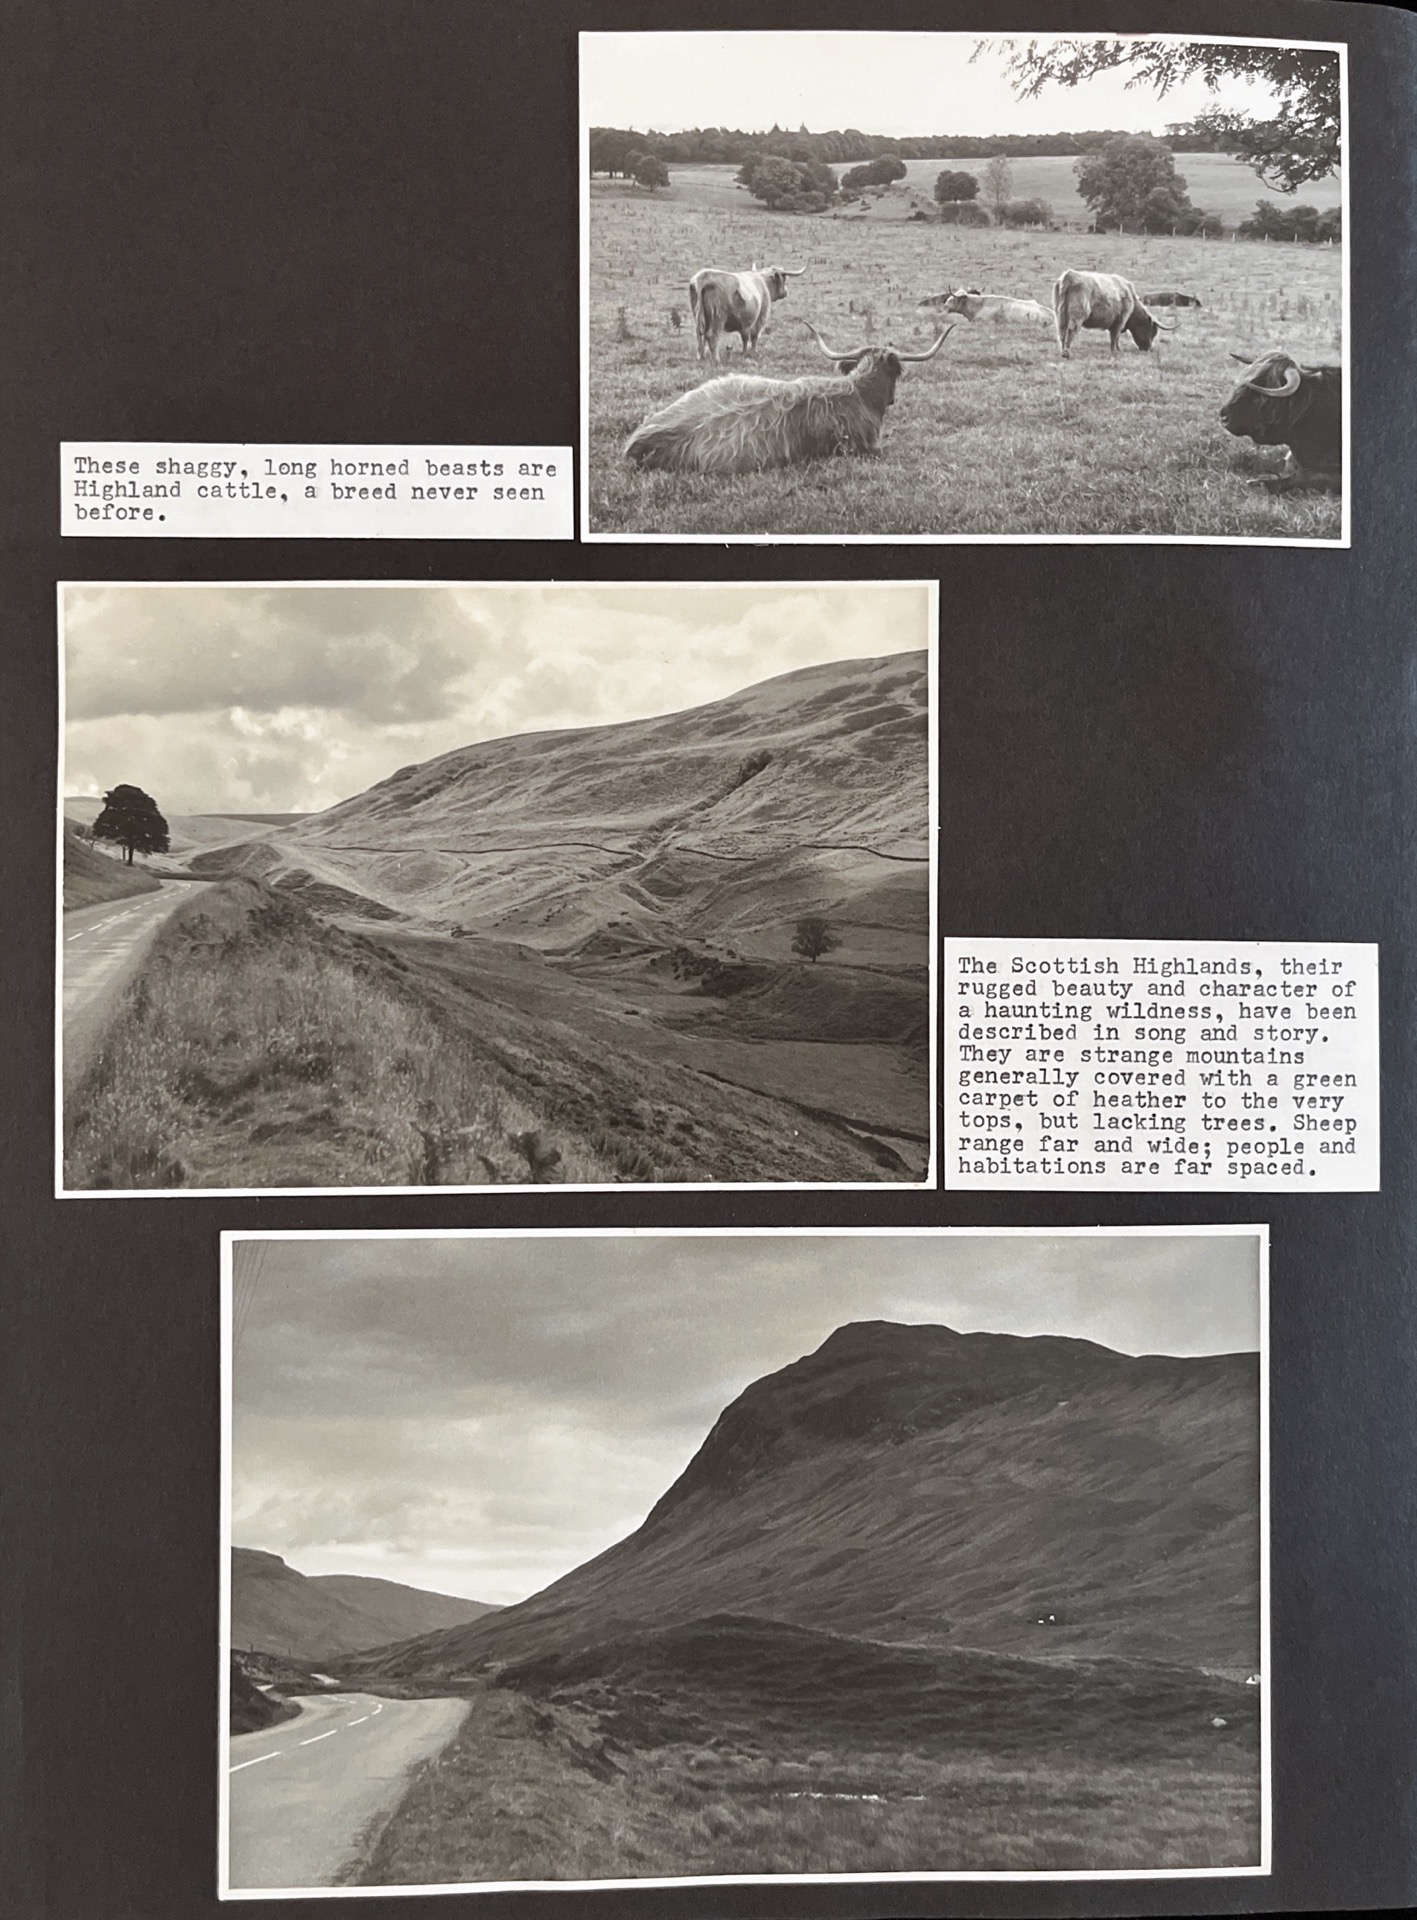 These shaggy, long horned beasts are
Highland cattle, a breed never seen
before.
The Scottish Highlands, their
rugged beauty and character of
a haunting wildness, have been
described in song and story.
They are strange mountains
generally covered with a green
carpet of heather to the very
tops, but lacking trees. Sheep
range far and wide; people and
habitations are far spaced.